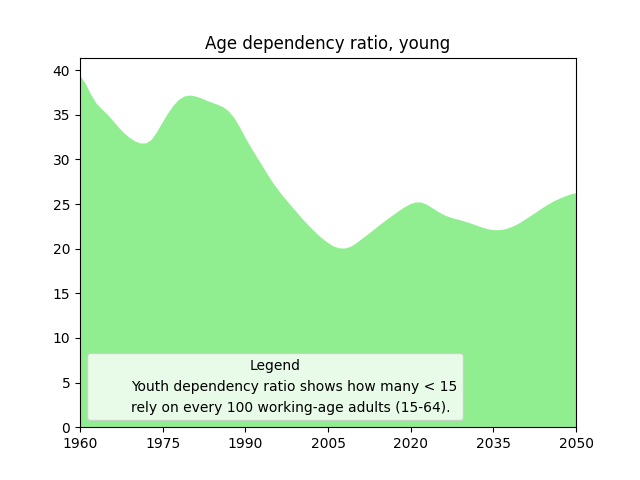 Age dependency ratio, young
40
35
30
25
20
15
10
5
0
Legend
Youth dependency ratio shows how many < 15
rely on every 100 working-age adults (15-64).
1960 1975 1990 2005 2020 2035 2050